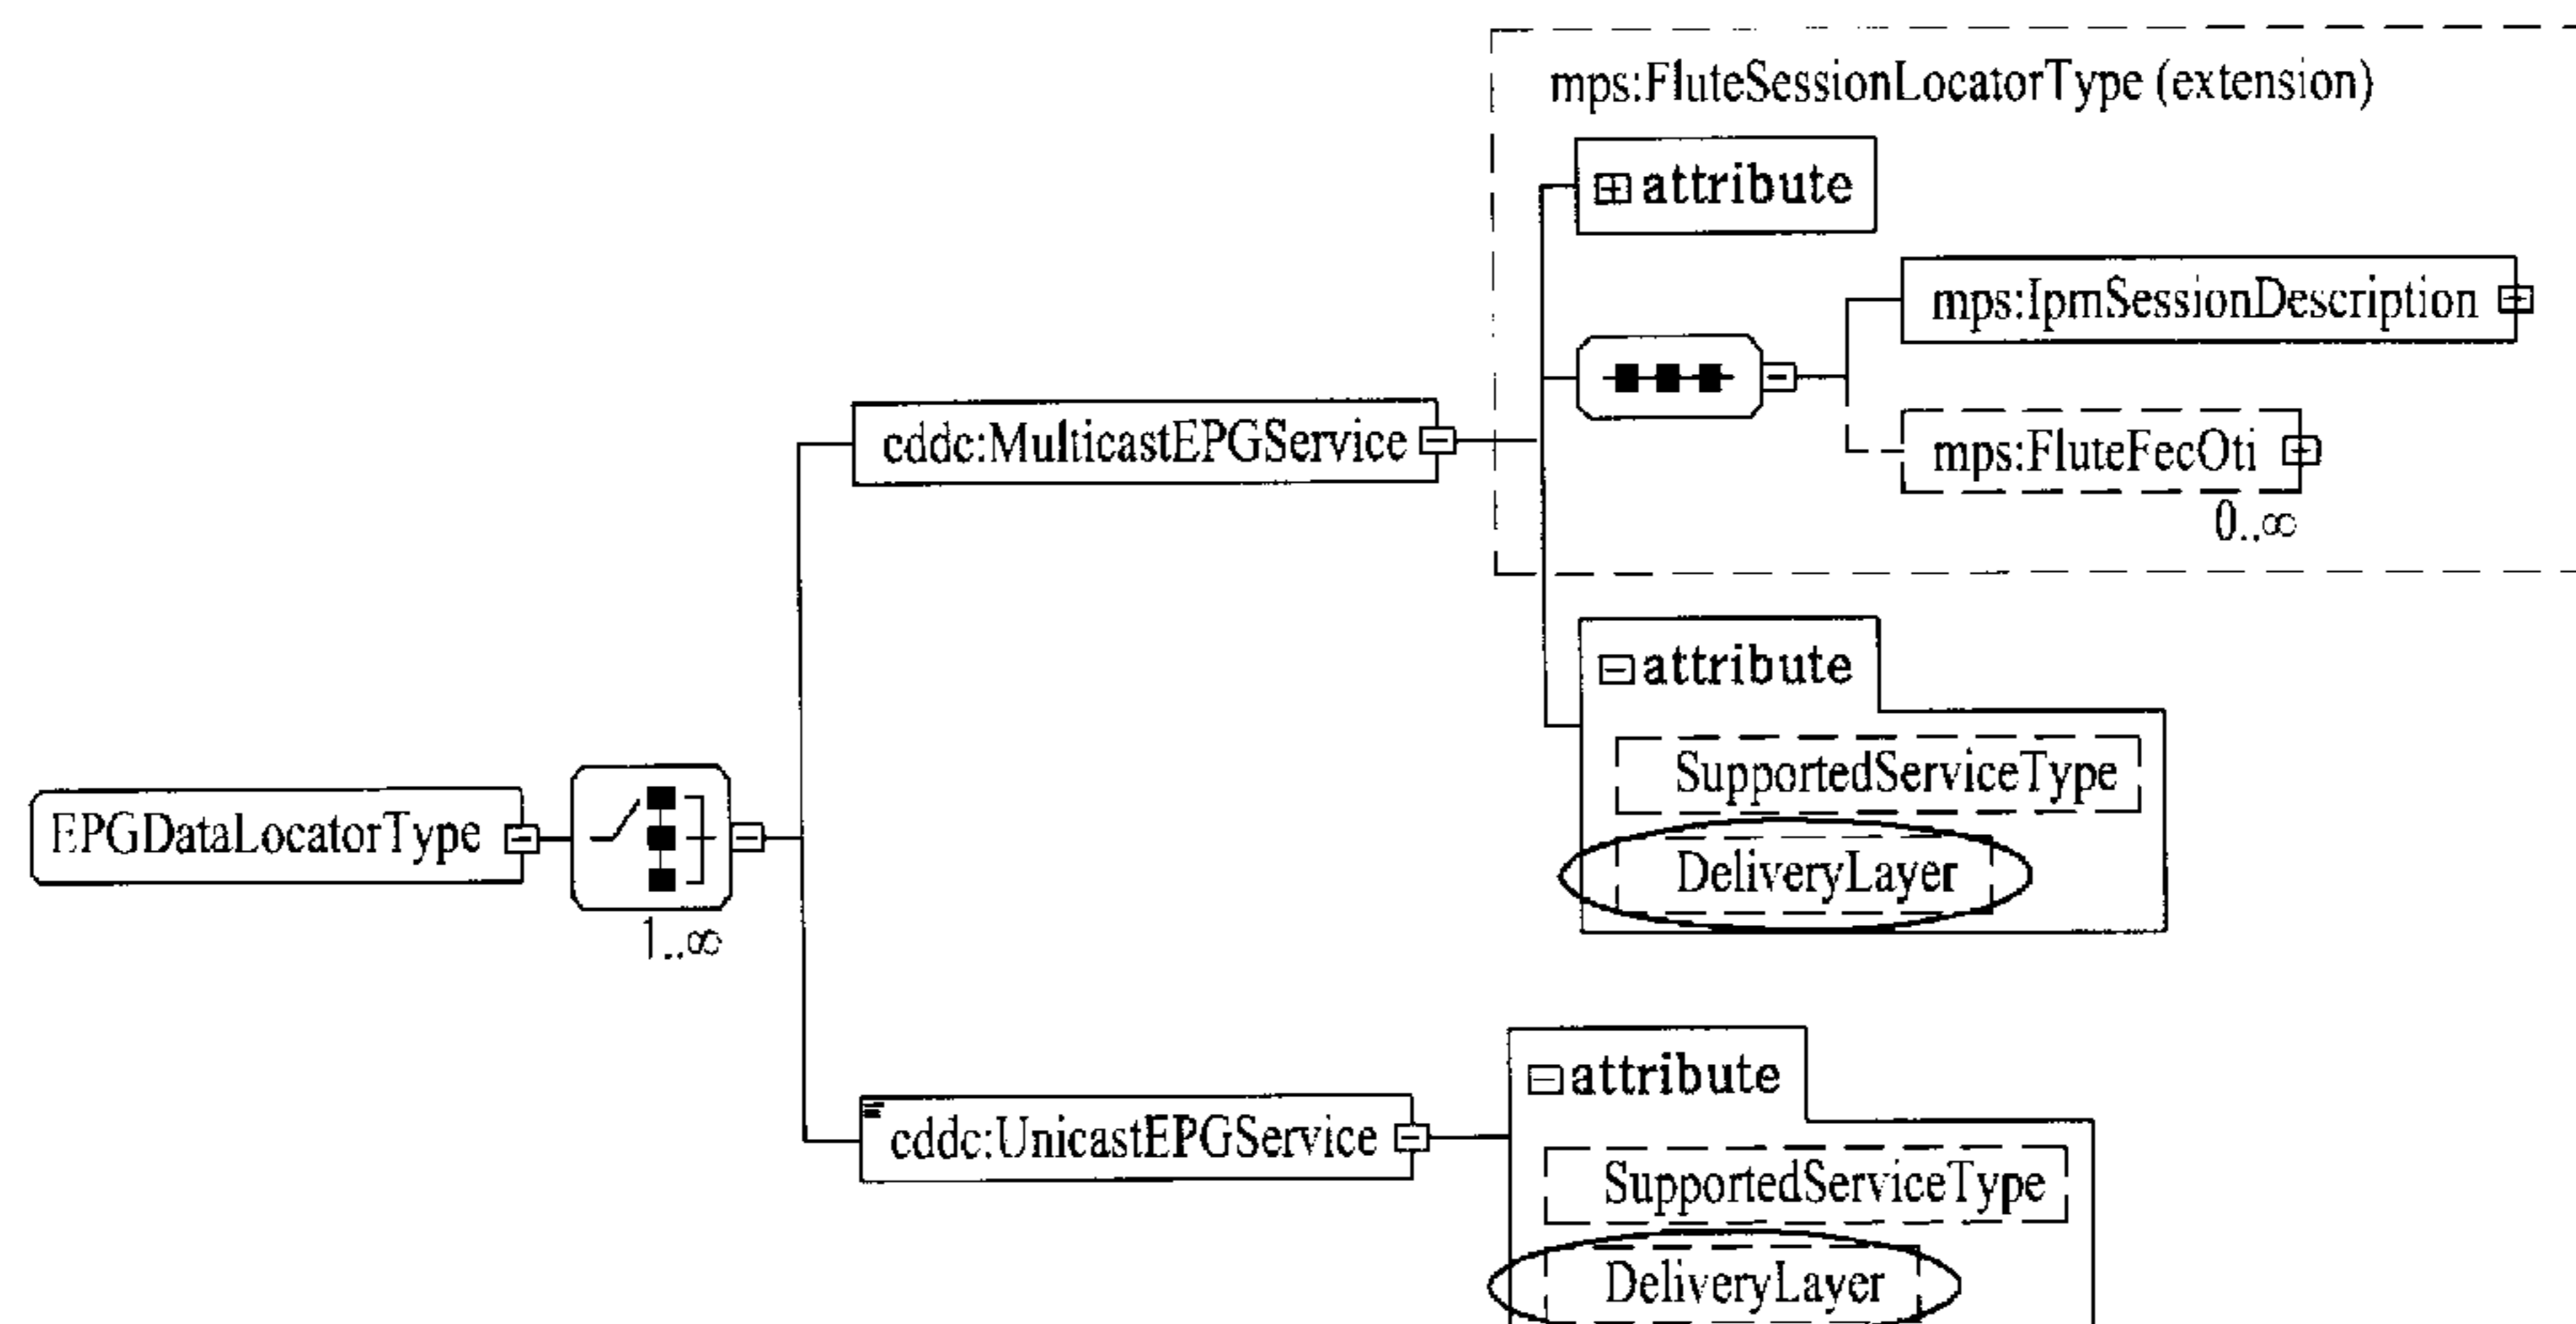 mps:FluteSessionLocatorType (extension)
attribute
mps:IpmSessionDescription
mps:FluteFecOti
0..∞
cddc:MulticastEPGService
attribute
SupportedServiceType
DeliveryLayer
EPGDataLocatorType
1..∞
cddc:UnicastEPGService
attribute
SupportedServiceType
DeliveryLayer